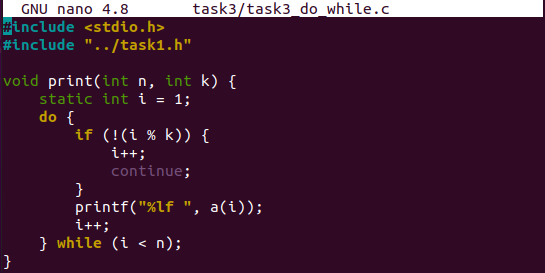 GNU nano 4.8 task3/task3_do_while.c
#include <stdio.h>
#include "../task1.h"
void print(int n, int k) {
    static int i = 1;
    do {
        if (!(i % k)) {
            i++;
            continue;
        }
        printf("%lf ", a(i));
        i++;
    } while (i < n);
}